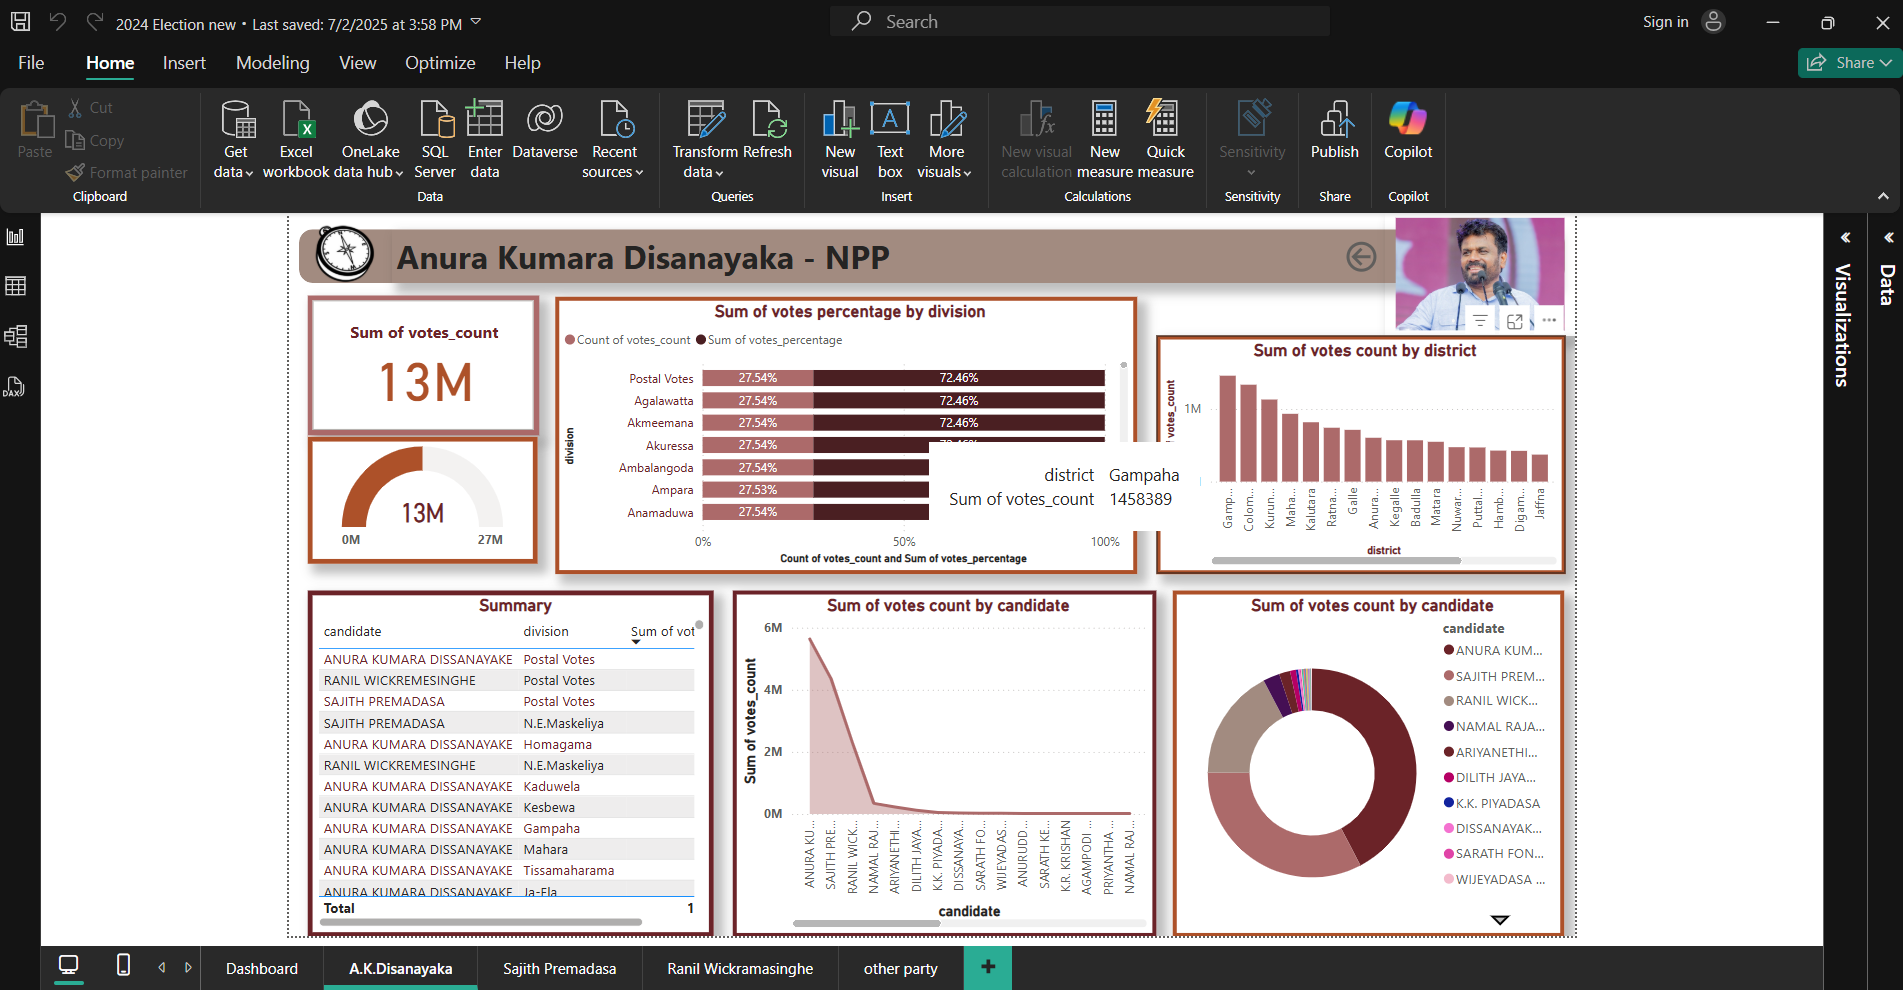 2024 Election new • Last saved: 7/2/2025 at 3:58 PM
Search
Sign in
File Home Insert Modeling View Optimize Help
Share
Paste
Cut
Copy
Format painter
Clipboard
Get data
Excel workbook
OneLake data hub
SQL Server
Enter data
Dataverse
Recent sources
Data
Transform data
Refresh
Queries
New visual
Text box
More visuals
Insert
New visual calculation
New measure
Quick measure
Calculations
Sensitivity
Sensitivity
Publish
Share
Copilot
Copilot
DAX
Anura Kumara Disanayaka - NPP
Sum of votes_count
13M
13M
0M 27M
Sum of votes percentage by division
Count of votes_count Sum of votes_percentage
division
Postal Votes 27.54% 72.46%
Agalawatta 27.54% 72.46%
Akmeemana 27.54% 72.46%
Akuressa 27.54%
Ambalangoda 27.54%
Ampara 27.53%
Anamaduwa 27.54%
0% 50% 100%
Count of votes_count and Sum of votes_percentage
district Gampaha
Sum of votes_count 1458389
Sum of votes count by district
votes_count
1M
Gamp...
Colom...
Kurun...
Maha...
Kalutara
Ratna...
Galle
Anura...
Kegalle
Badulla
Matara
Nuwar...
Puttal...
Hamb...
Digam...
Jaffna
district
Summary
candidate division Sum of vot
ANURA KUMARA DISSANAYAKE Postal Votes
RANIL WICKREMESINGHE Postal Votes
SAJITH PREMADASA Postal Votes
SAJITH PREMADASA N.E.Maskeliya
ANURA KUMARA DISSANAYAKE Homagama
RANIL WICKREMESINGHE N.E.Maskeliya
ANURA KUMARA DISSANAYAKE Kaduwela
ANURA KUMARA DISSANAYAKE Kesbewa
ANURA KUMARA DISSANAYAKE Gampaha
ANURA KUMARA DISSANAYAKE Mahara
ANURA KUMARA DISSANAYAKE Tissamaharama
ANURA KUMARA DISSANAYAKE Ja-Ela
Total 1
Sum of votes count by candidate
Sum of votes_count
6M
4M
2M
0M
ANURA KU...
SAJITH PRE...
RANIL WICK...
NAMAL RAJ...
ARIYANETHI...
DILITH JAYA...
K.K. PIYADA...
DISSANAYA...
SARATH FO...
WIJEYADAS...
ANURUDD...
SARATH KE...
K.R. KRISHAN
AGAMPODI ...
PRIYANTHA ...
NAMAL RAJ...
candidate
Sum of votes count by candidate
candidate
ANURA KUM...
SAJITH PREM...
RANIL WICK...
NAMAL RAJA...
ARIYANETHI...
DILITH JAYA...
K.K. PIYADASA
DISSANAYAK...
SARATH FON...
WIJEYADASA ...
Visualizations
Data
Dashboard A.K.Disanayaka Sajith Premadasa Ranil Wickramasinghe other party